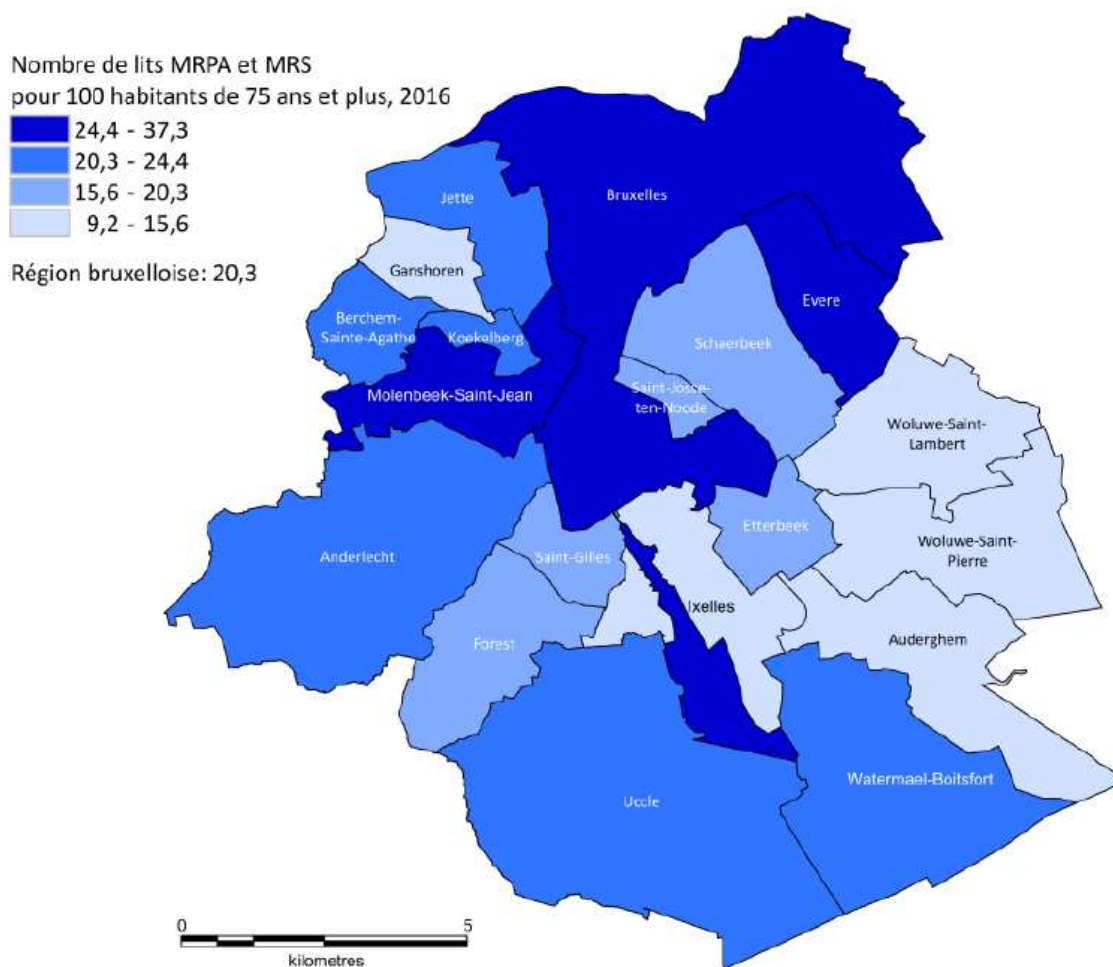 Nombre de lits MRPA et MRS
pour 100 habitants de 75 ans et plus, 2016
24,4 - 37,3
20,3 - 24,4
15,6 - 20,3
9,2 - 15,6
Région bruxelloise: 20,3
Bruxelles
Jette
Ganshoren
Evere
Berchem-
Sainte-Agathe
Koekelberg
Schaerbeek
Molenbeek-Saint-Jean
Saint-Josse-
ten-Noode
Woluwe-Saint-
Lambert
Etterbeek
Woluwe-Saint-
Pierre
Anderlecht
Saint-Gilles
Ixelles
Forest
Auderghem
Watermael-Boitsfort
Uccle
0
5
kilometres